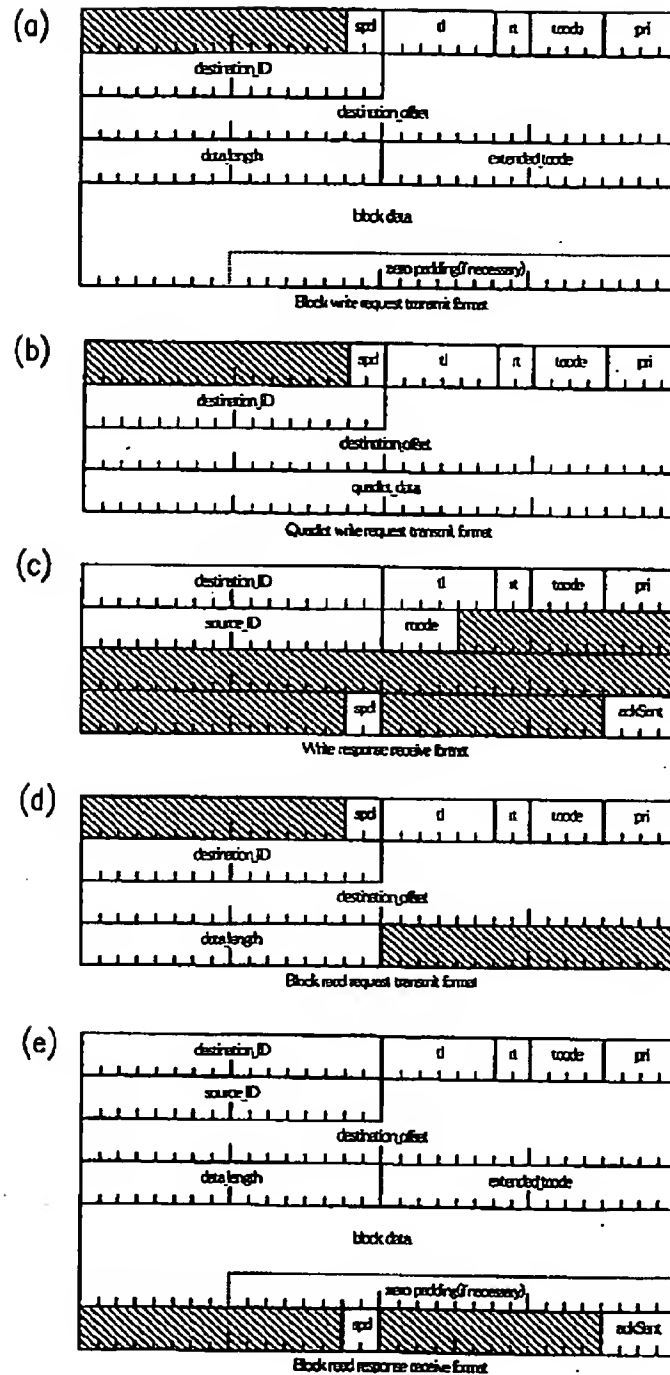 (a)
spd tl rt tcode pri
destination_ID
destination_offset
data_length extended_tcode
block data
zero padding(if necessary)
Block write request transmit format
(b)
spd tl rt tcode pri
destination_ID
destination_offset
quadlet_data
Quadlet write request transmit format
(c)
destination_ID tl rt tcode pri
source_ID rcode
spd ackSent
Write response receive format
(d)
spd tl rt tcode pri
destination_ID
destination_offset
data_length
Block read request transmit format
(e)
destination_ID tl rt tcode pri
source_ID
destination_offset
data_length extended_tcode
block data
zero padding(if necessary)
spd ackSent
Block read response receive format